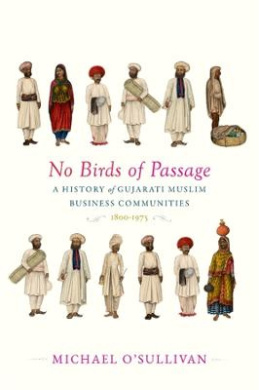 No Birds of Passage
A HISTORY of GUJARATI MUSLIM
BUSINESS COMMUNITIES
1800-1975
MICHAEL O'SULLIVAN